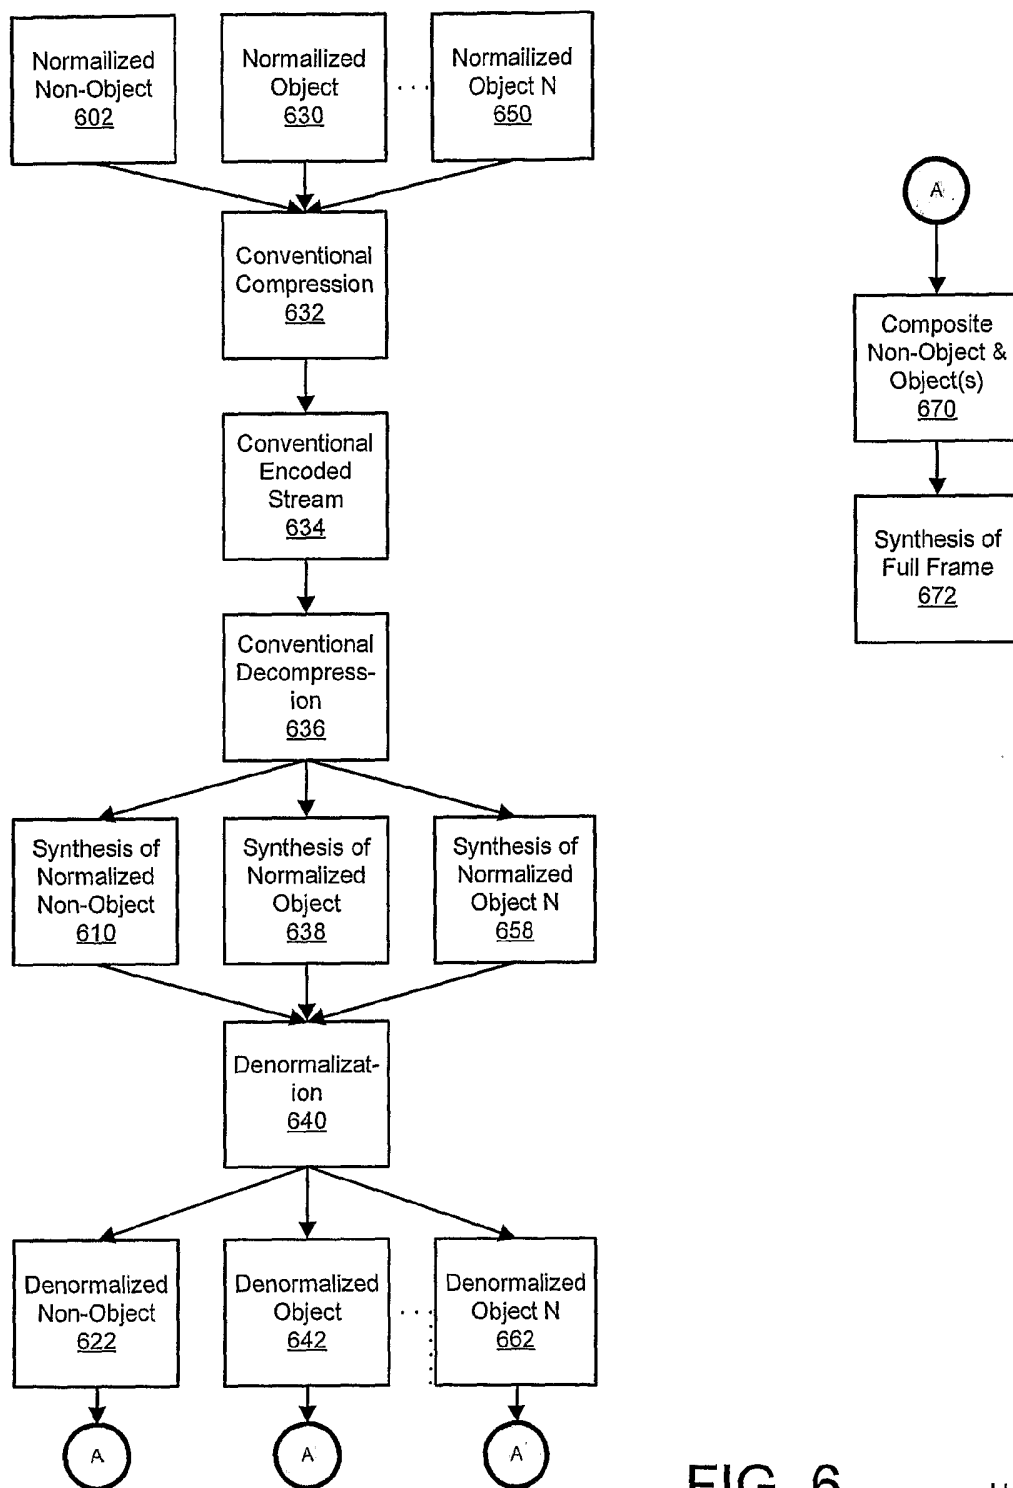 Normailized
Non-Object
602
Normailized
Object
630
Normailized
Object N
650
Conventional
Compression
632
Conventional
Encoded
Stream
634
Conventional
Decompress-
ion
636
Synthesis of
Normalized
Non-Object
610
Synthesis of
Normalized
Object
638
Synthesis of
Normalized
Object N
658
Denormalizat-
ion
640
Denormalized
Non-Object
622
Denormalized
Object
642
Denormalized
Object N
662
A
A
A
A
Composite
Non-Object &
Object(s)
670
Synthesis of
Full Frame
672
FIG. 6